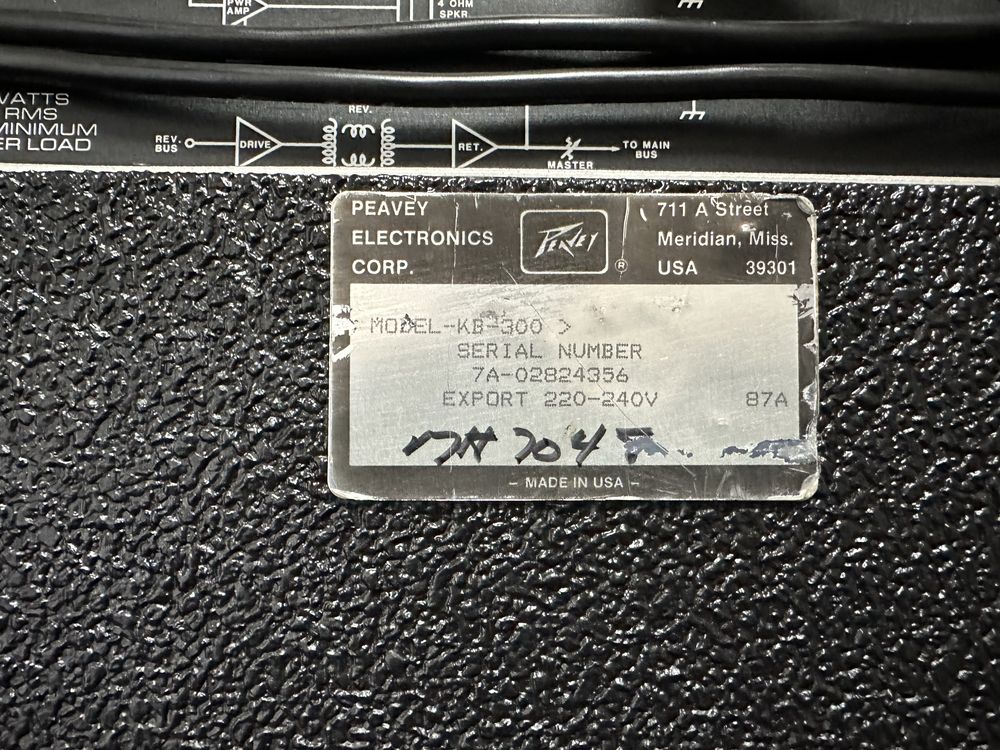 PWR
AMP
4 OHM
SPKR.
WATTS
RMS
MINIMUM
LOAD
REV.
BUS
DRIVE
REV.
RET.
MASTER
TO MAIN
BUS
PEAVEY
ELECTRONICS
CORP.
PEAVEY
®
711 A Street
Meridian, Miss.
USA 39301
MODEL-KB-300 >
SERIAL NUMBER
7A-02824356
EXPORT 220-240V 87A
- MADE IN USA -